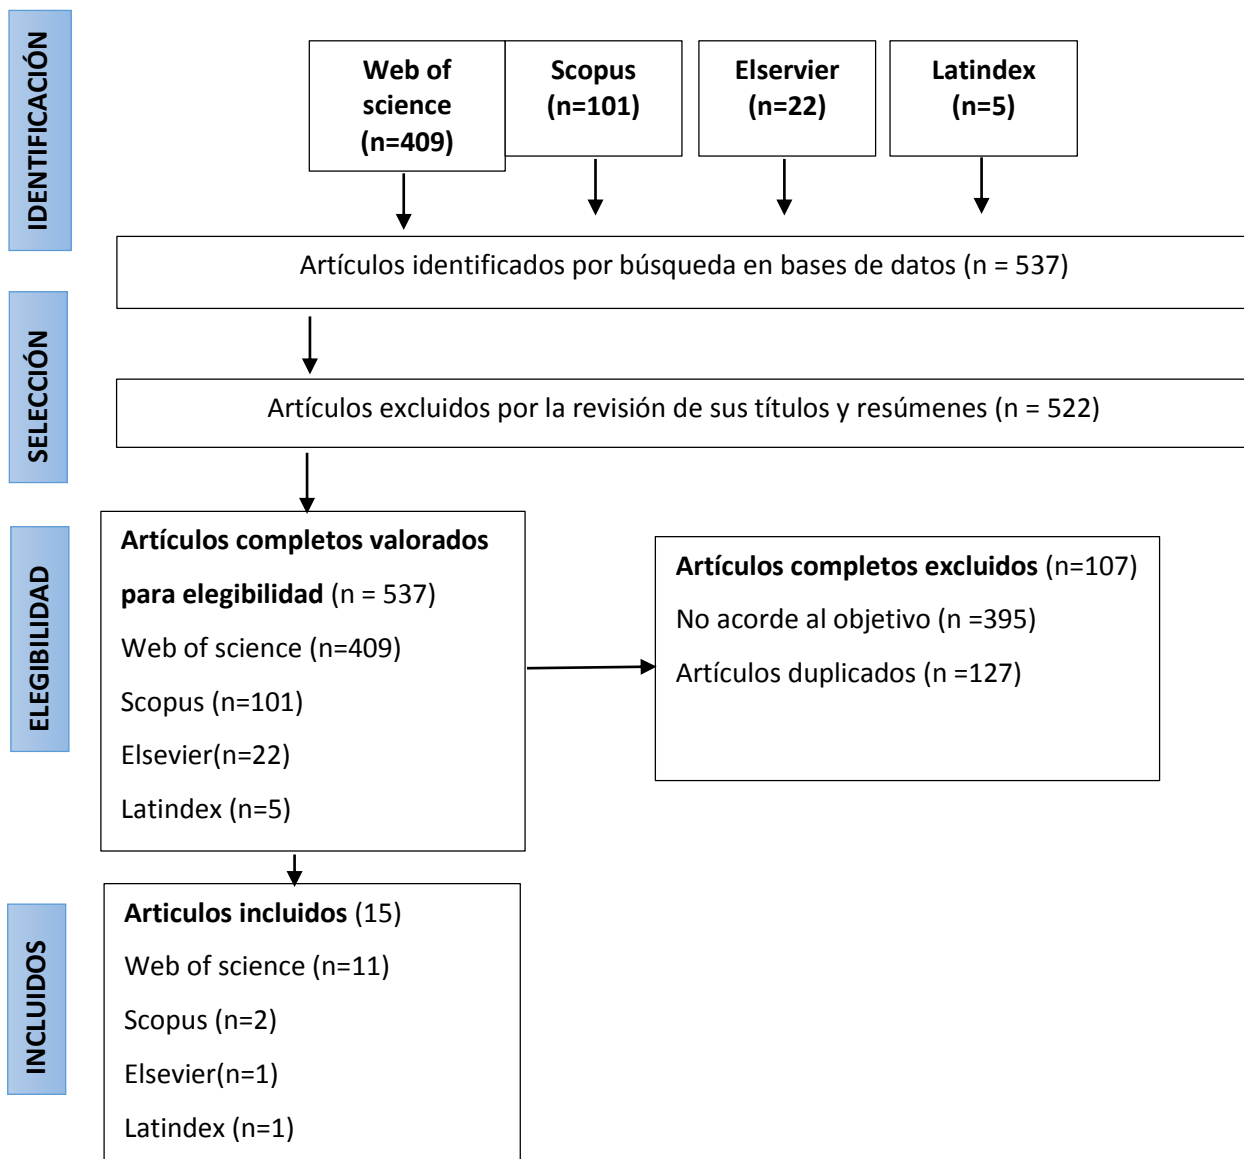 IDENTIFICACIÓN
Web of
science
(n=409)
Scopus
(n=101)
Elservier
(n=22)
Latindex
(n=5)
Artículos identificados por búsqueda en bases de datos (n = 537)
SELECCIÓN
Artículos excluidos por la revisión de sus títulos y resúmenes (n = 522)
ELEGIBILIDAD
Artículos completos valorados
para elegibilidad (n = 537)
Web of science (n=409)
Scopus (n=101)
Elsevier(n=22)
Latindex (n=5)
Artículos completos excluidos (n=107)
No acorde al objetivo (n =395)
Artículos duplicados (n =127)
INCLUIDOS
Articulos incluidos (15)
Web of science (n=11)
Scopus (n=2)
Elsevier(n=1)
Latindex (n=1)